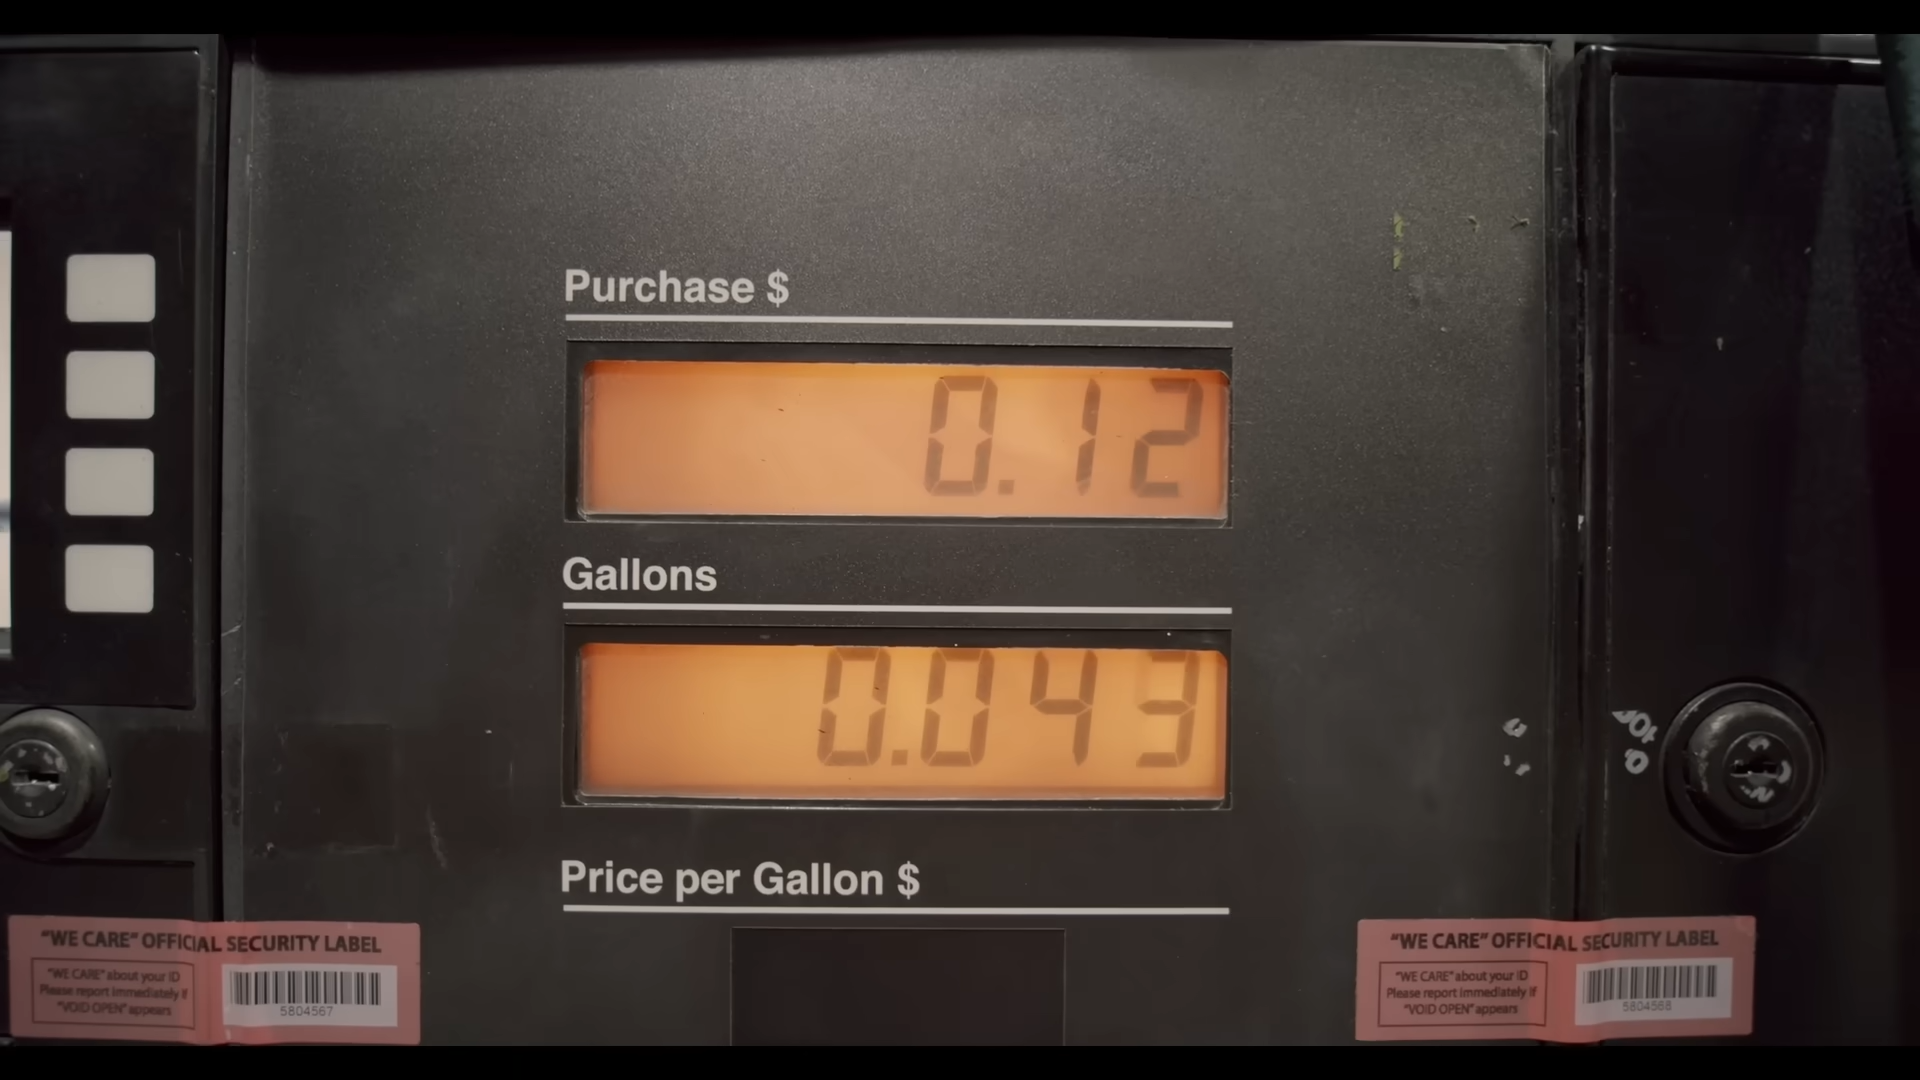 Purchase $
0.12
Gallons
0.043
Price per Gallon $
"WE CARE" OFFICIAL SECURITY LABEL
"WE CARE" about your ID
Please report immediately if
"VOID OPEN" appears
5804567
"WE CARE" OFFICIAL SECURITY LABEL
"WE CARE" about your ID
Please report immediately if
"VOID OPEN" appears
5804568